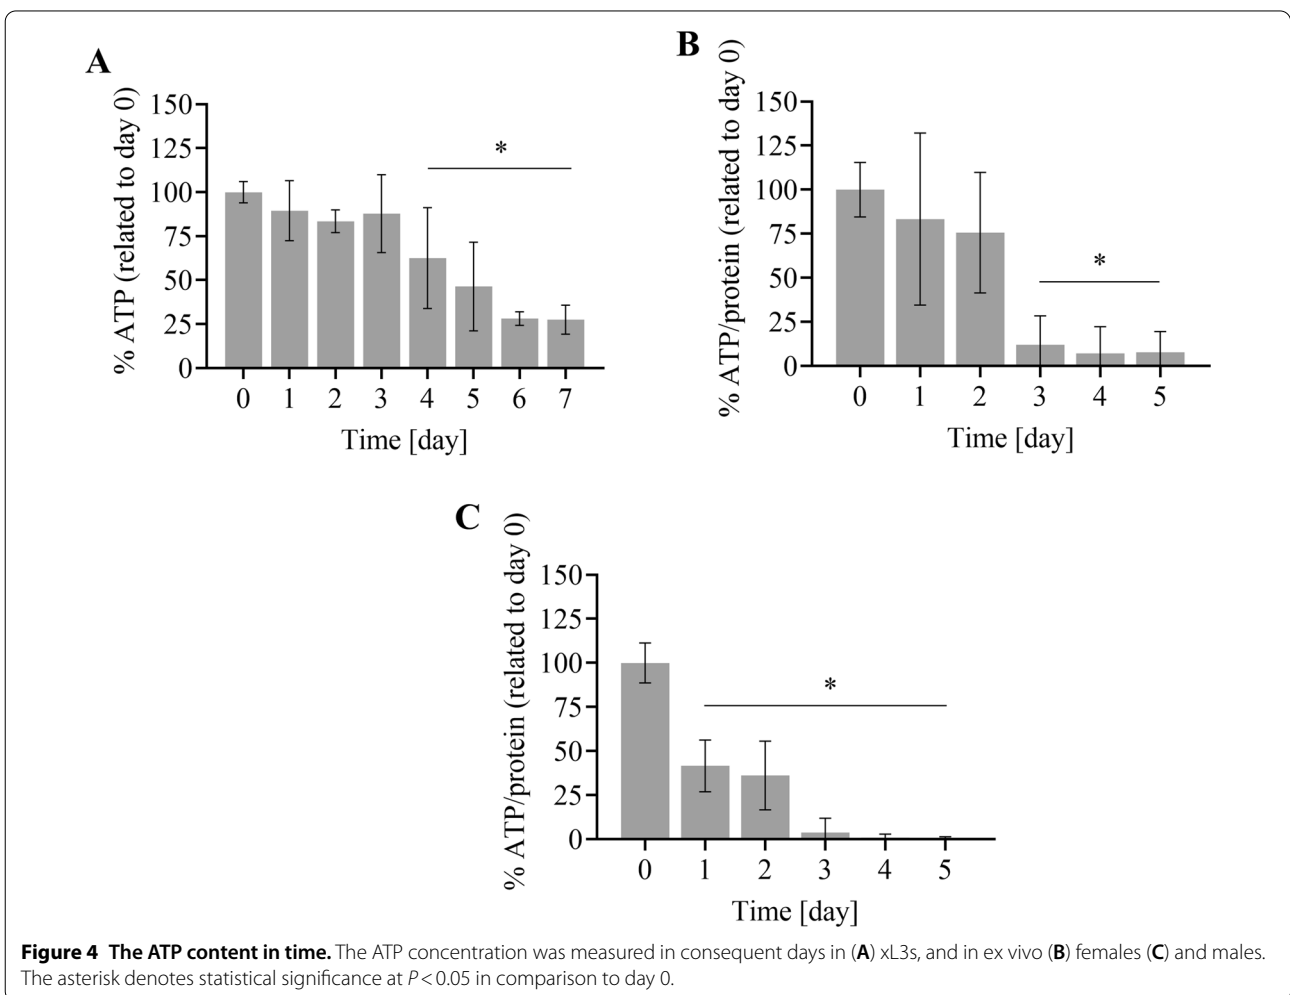 A
% ATP (related to day 0)
150
125
100
75
50
25
0
*
0 1 2 3 4 5 6 7
Time [day]
B
% ATP/protein (related to day 0)
150
125
100
75
50
25
0
*
0 1 2 3 4 5
Time [day]
C
% ATP/protein (related to day 0)
150
125
100
75
50
25
0
*
0 1 2 3 4 5
Time [day]
Figure 4 The ATP content in time. The ATP concentration was measured in consequent days in (A) xL3s, and in ex vivo (B) females (C) and males.
The asterisk denotes statistical significance at P < 0.05 in comparison to day 0.